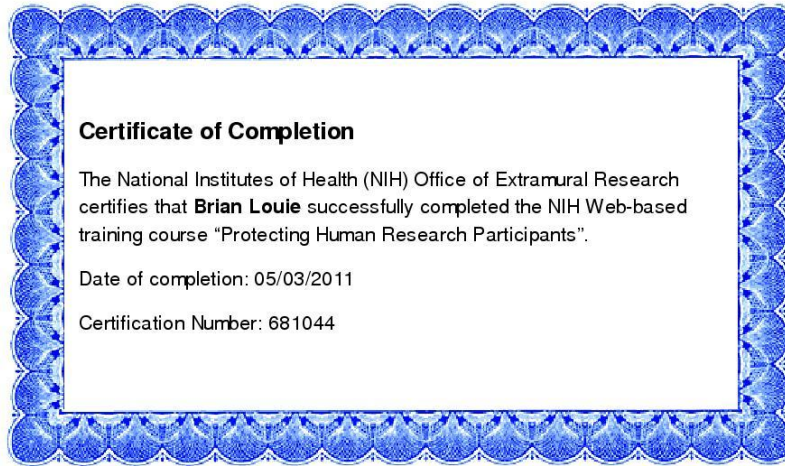 Certificate of Completion
The National Institutes of Health (NIH) Office of Extramural Research
certifies that Brian Louie successfully completed the NIH Web-based
training course “Protecting Human Research Participants”.
Date of completion: 05/03/2011
Certification Number: 681044